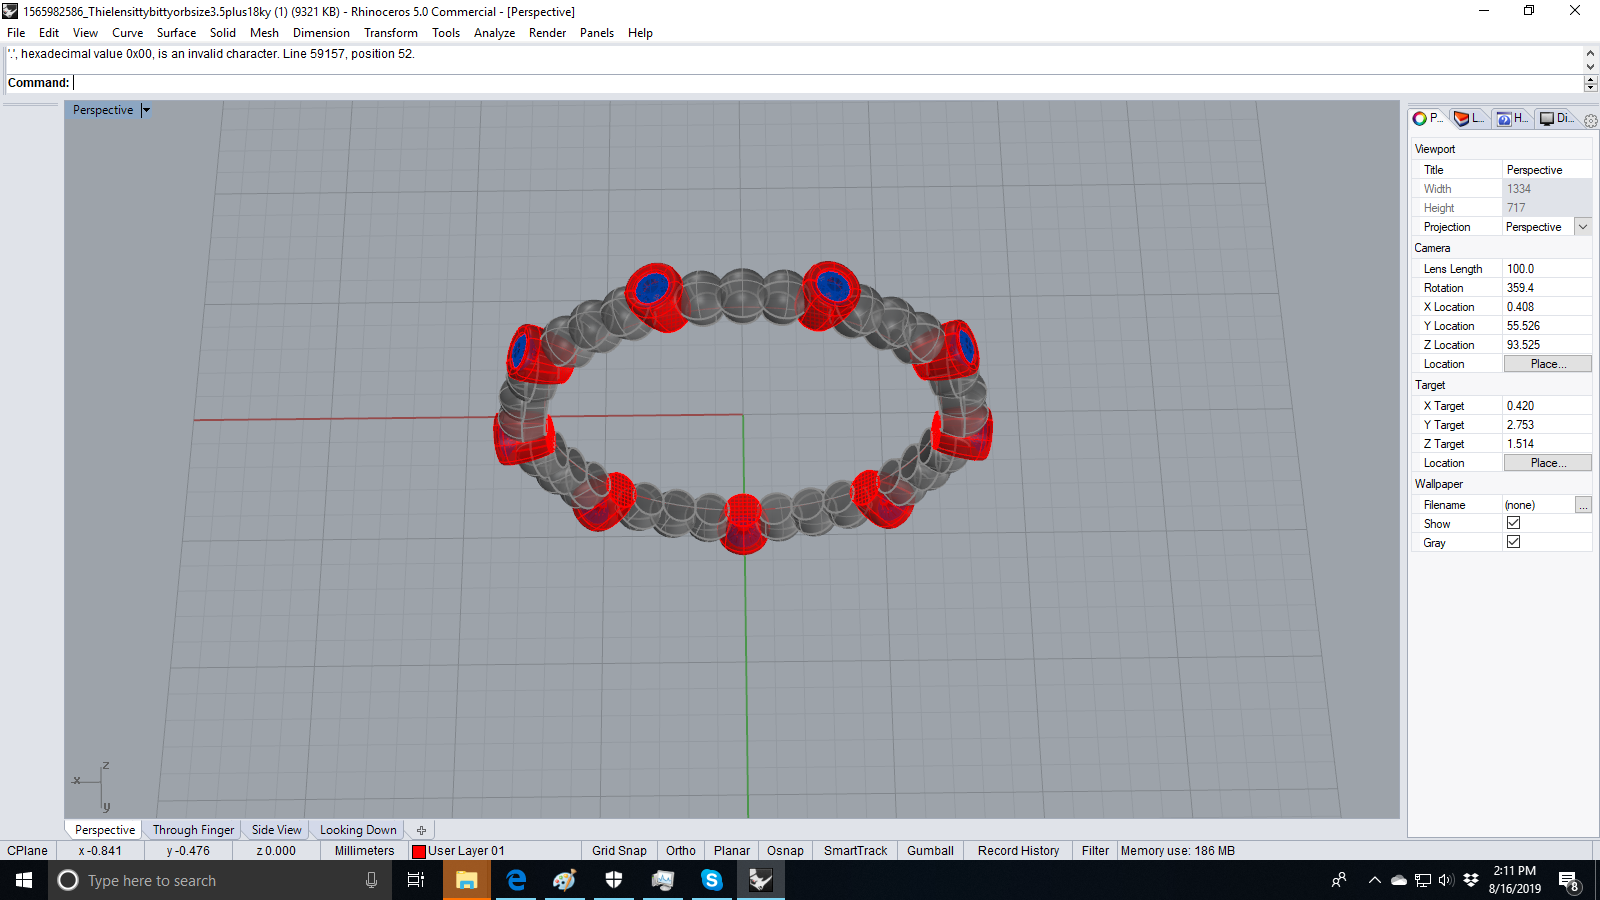 1565982586_Thielensittybittyorbsize3.5plus18ky (1) (9321 KB) - Rhinoceros 5.0 Commercial - [Perspective]
File Edit View Curve Surface Solid Mesh Dimension Transform Tools Analyze Render Panels Help
'.', hexadecimal value 0x00, is an invalid character. Line 59157, position 52.
Command:
Perspective
P... L... H... Di...
Viewport
Title Perspective
Width 1334
Height 717
Projection Perspective
Camera
Lens Length 100.0
Rotation 359.4
X Location 0.408
Y Location 55.526
Z Location 93.525
Location Place...
Target
X Target 0.420
Y Target 2.753
Z Target 1.514
Location Place...
Wallpaper
Filename (none) ...
Show
Gray
z
x
y
Perspective Through Finger Side View Looking Down
CPlane x -0.841 y -0.476 z 0.000 Millimeters User Layer 01 Grid Snap Ortho Planar Osnap SmartTrack Gumball Record History Filter Memory use: 186 MB
Type here to search
2:11 PM
8/16/2019
8